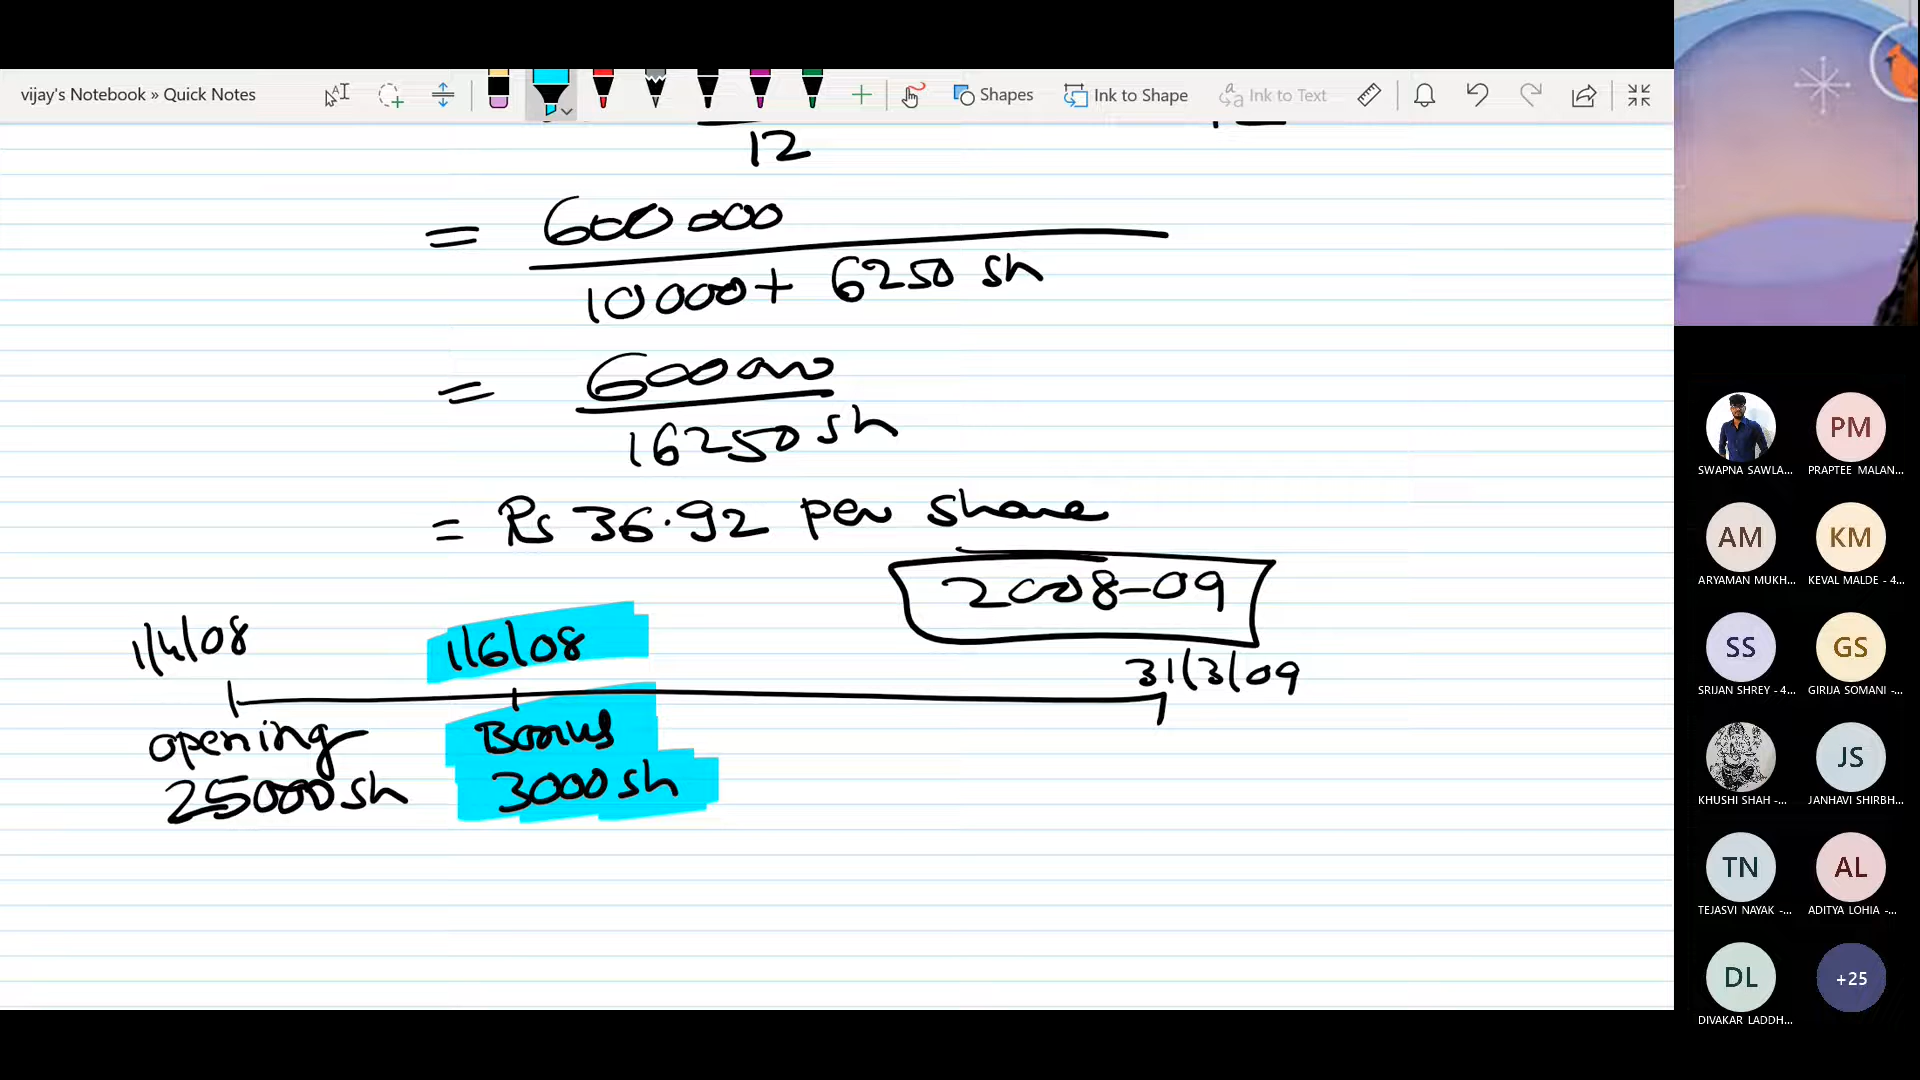 vijay's Notebook » Quick Notes
Shapes
Ink to Shape
Ink to Text
12
= 600000
10000 + 6250 sh
= 600000
16250 sh
= Rs 36.92 per share
2008-09
1/4/08 1/6/08 31/3/09
opening Bonus
25000 sh 3000 sh
SWAPNA SAWLA... PM PRAPTEE MALAN...
AM ARYAMAN MUKH... KM KEVAL MALDE - 4...
SS SRIJAN SHREY - 4... GS GIRIJA SOMANI -...
KHUSHI SHAH -... JS JANHAVI SHIRBH...
TN TEJASVI NAYAK -... AL ADITYA LOHIA -...
DL DIVAKAR LADDH... +25